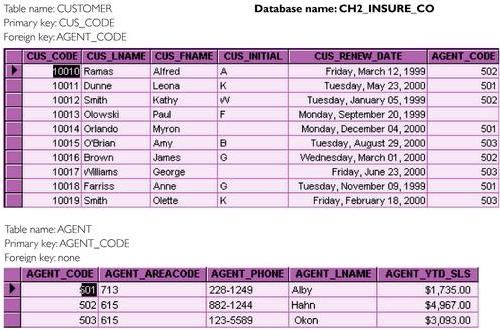 Table name: CUSTOMER Database name: CH2_INSURE_CO
Primary key: CUS_CODE
Foreign key: AGENT_CODE
CUS_CODE CUS_LNAME CUS_FNAME CUS_INITIAL CUS_RENEW_DATE AGENT_CODE
10010 Ramas Alfred A Friday, March 12, 1999 502
10011 Dunne Leona K Tuesday, May 23, 2000 501
10012 Smith Kathy W Tuesday, January 05, 1999 502
10013 Olowski Paul F Monday, September 20, 1999
10014 Orlando Myron Monday, December 04, 2000 501
10015 O'Brian Amy B Tuesday, August 29, 2000 503
10016 Brown James G Wednesday, March 01, 2000 502
10017 Williams George Friday, June 23, 2000 503
10018 Farriss Anne G Tuesday, November 09, 1999 501
10019 Smith Olette K Friday, February 18, 2000 503
Table name: AGENT
Primary key: AGENT_CODE
Foreign key: none
AGENT_CODE AGENT_AREACODE AGENT_PHONE AGENT_LNAME AGENT_YTD_SLS
501 713 228-1249 Alby $1,735.00
502 615 882-1244 Hahn $4,967.00
503 615 123-5589 Okon $3,093.00